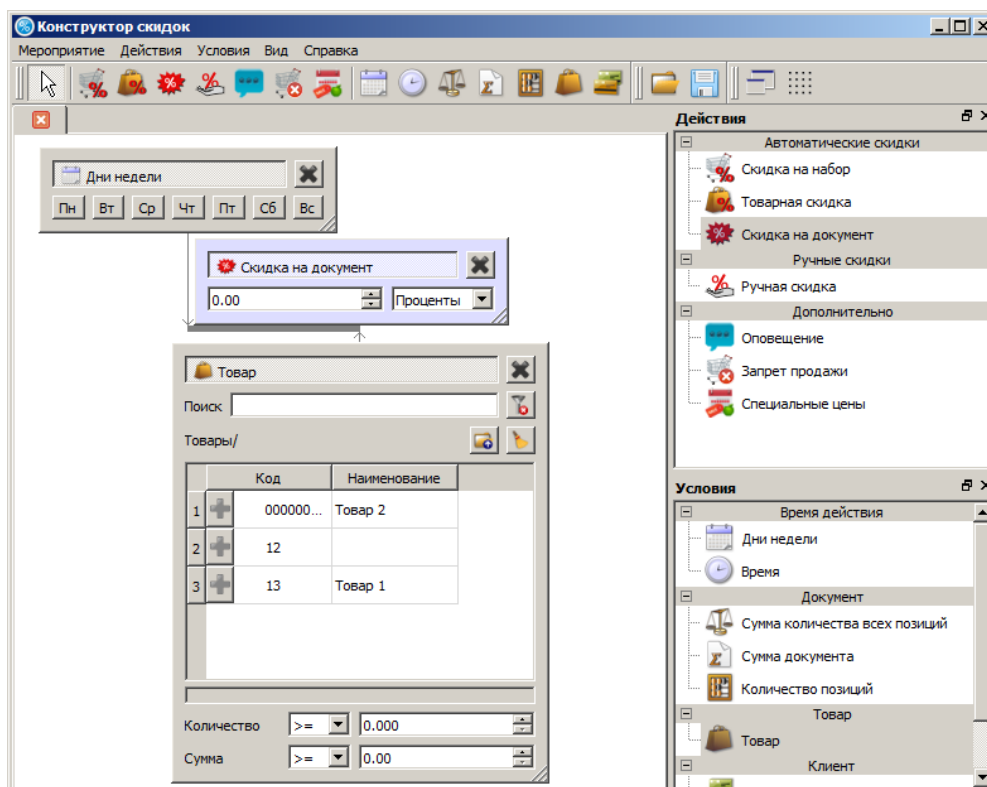 Конструктор скидок
Мероприятие Действия Условия Вид Справка
Дни недели
Пн Вт Ср Чт Пт Сб Вс
Скидка на документ
0.00 Проценты
Товар
Поиск
Товары/
Код Наименование
1 000000... Товар 2
2 12
3 13 Товар 1
Количество >= 0.000
Сумма >= 0.00
Действия
Автоматические скидки
Скидка на набор
Товарная скидка
Скидка на документ
Ручные скидки
Ручная скидка
Дополнительно
Оповещение
Запрет продажи
Специальные цены
Условия
Время действия
Дни недели
Время
Документ
Сумма количества всех позиций
Сумма документа
Количество позиций
Товар
Товар
Клиент